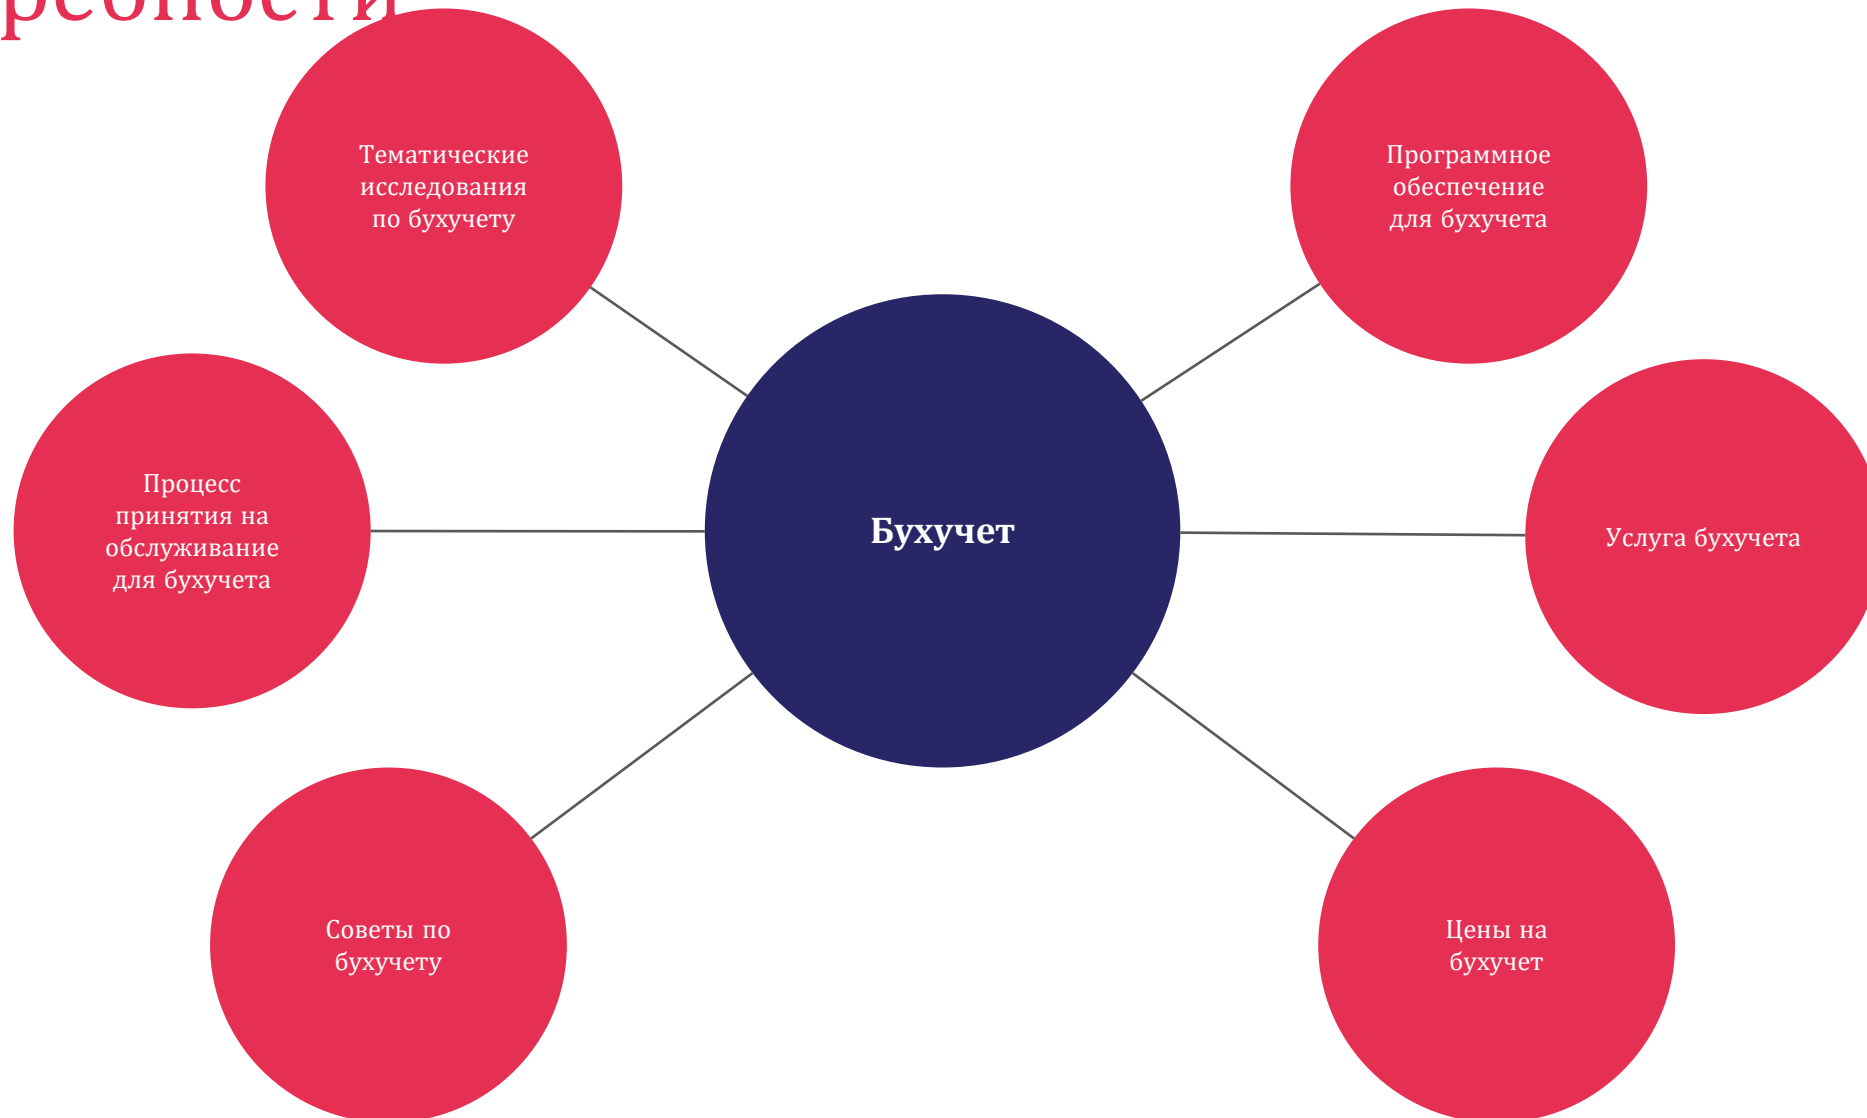 Тематические
исследования
по бухучету
Программное
обеспечение
для бухучета
Процесс
принятия на
обслуживание
для бухучета
Бухучет
Услуга бухучета
Советы по
бухучету
Цены на
бухучет